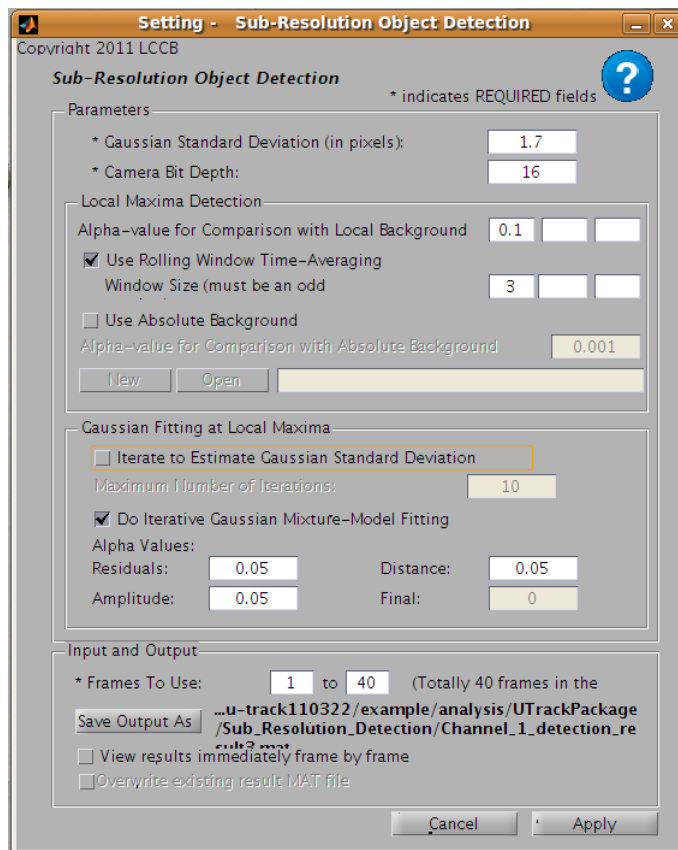 Setting - Sub-Resolution Object Detection
Copyright 2011 LCCB
Sub-Resolution Object Detection
* indicates REQUIRED fields
?
Parameters
* Gaussian Standard Deviation (in pixels): 1.7
* Camera Bit Depth: 16
Local Maxima Detection
Alpha-value for Comparison with Local Background 0.1
Use Rolling Window Time-Averaging
Window Size (must be an odd 3
Use Absolute Background
Alpha-value for Comparison with Absolute Background 0.001
New Open
Gaussian Fitting at Local Maxima
Iterate to Estimate Gaussian Standard Deviation
Maximum Number of Iterations: 10
Do Iterative Gaussian Mixture-Model Fitting
Alpha Values:
Residuals: 0.05 Distance: 0.05
Amplitude: 0.05 Final: 0
Input and Output
* Frames To Use: 1 to 40 (Totally 40 frames in the
Save Output As ...u-track110322/example/analysis/UTrackPackage
/Sub_Resolution_Detection/Channel_1_detection_re
sult3.mat
View results immediately frame by frame
Overwrite existing result MAT file
Cancel Apply